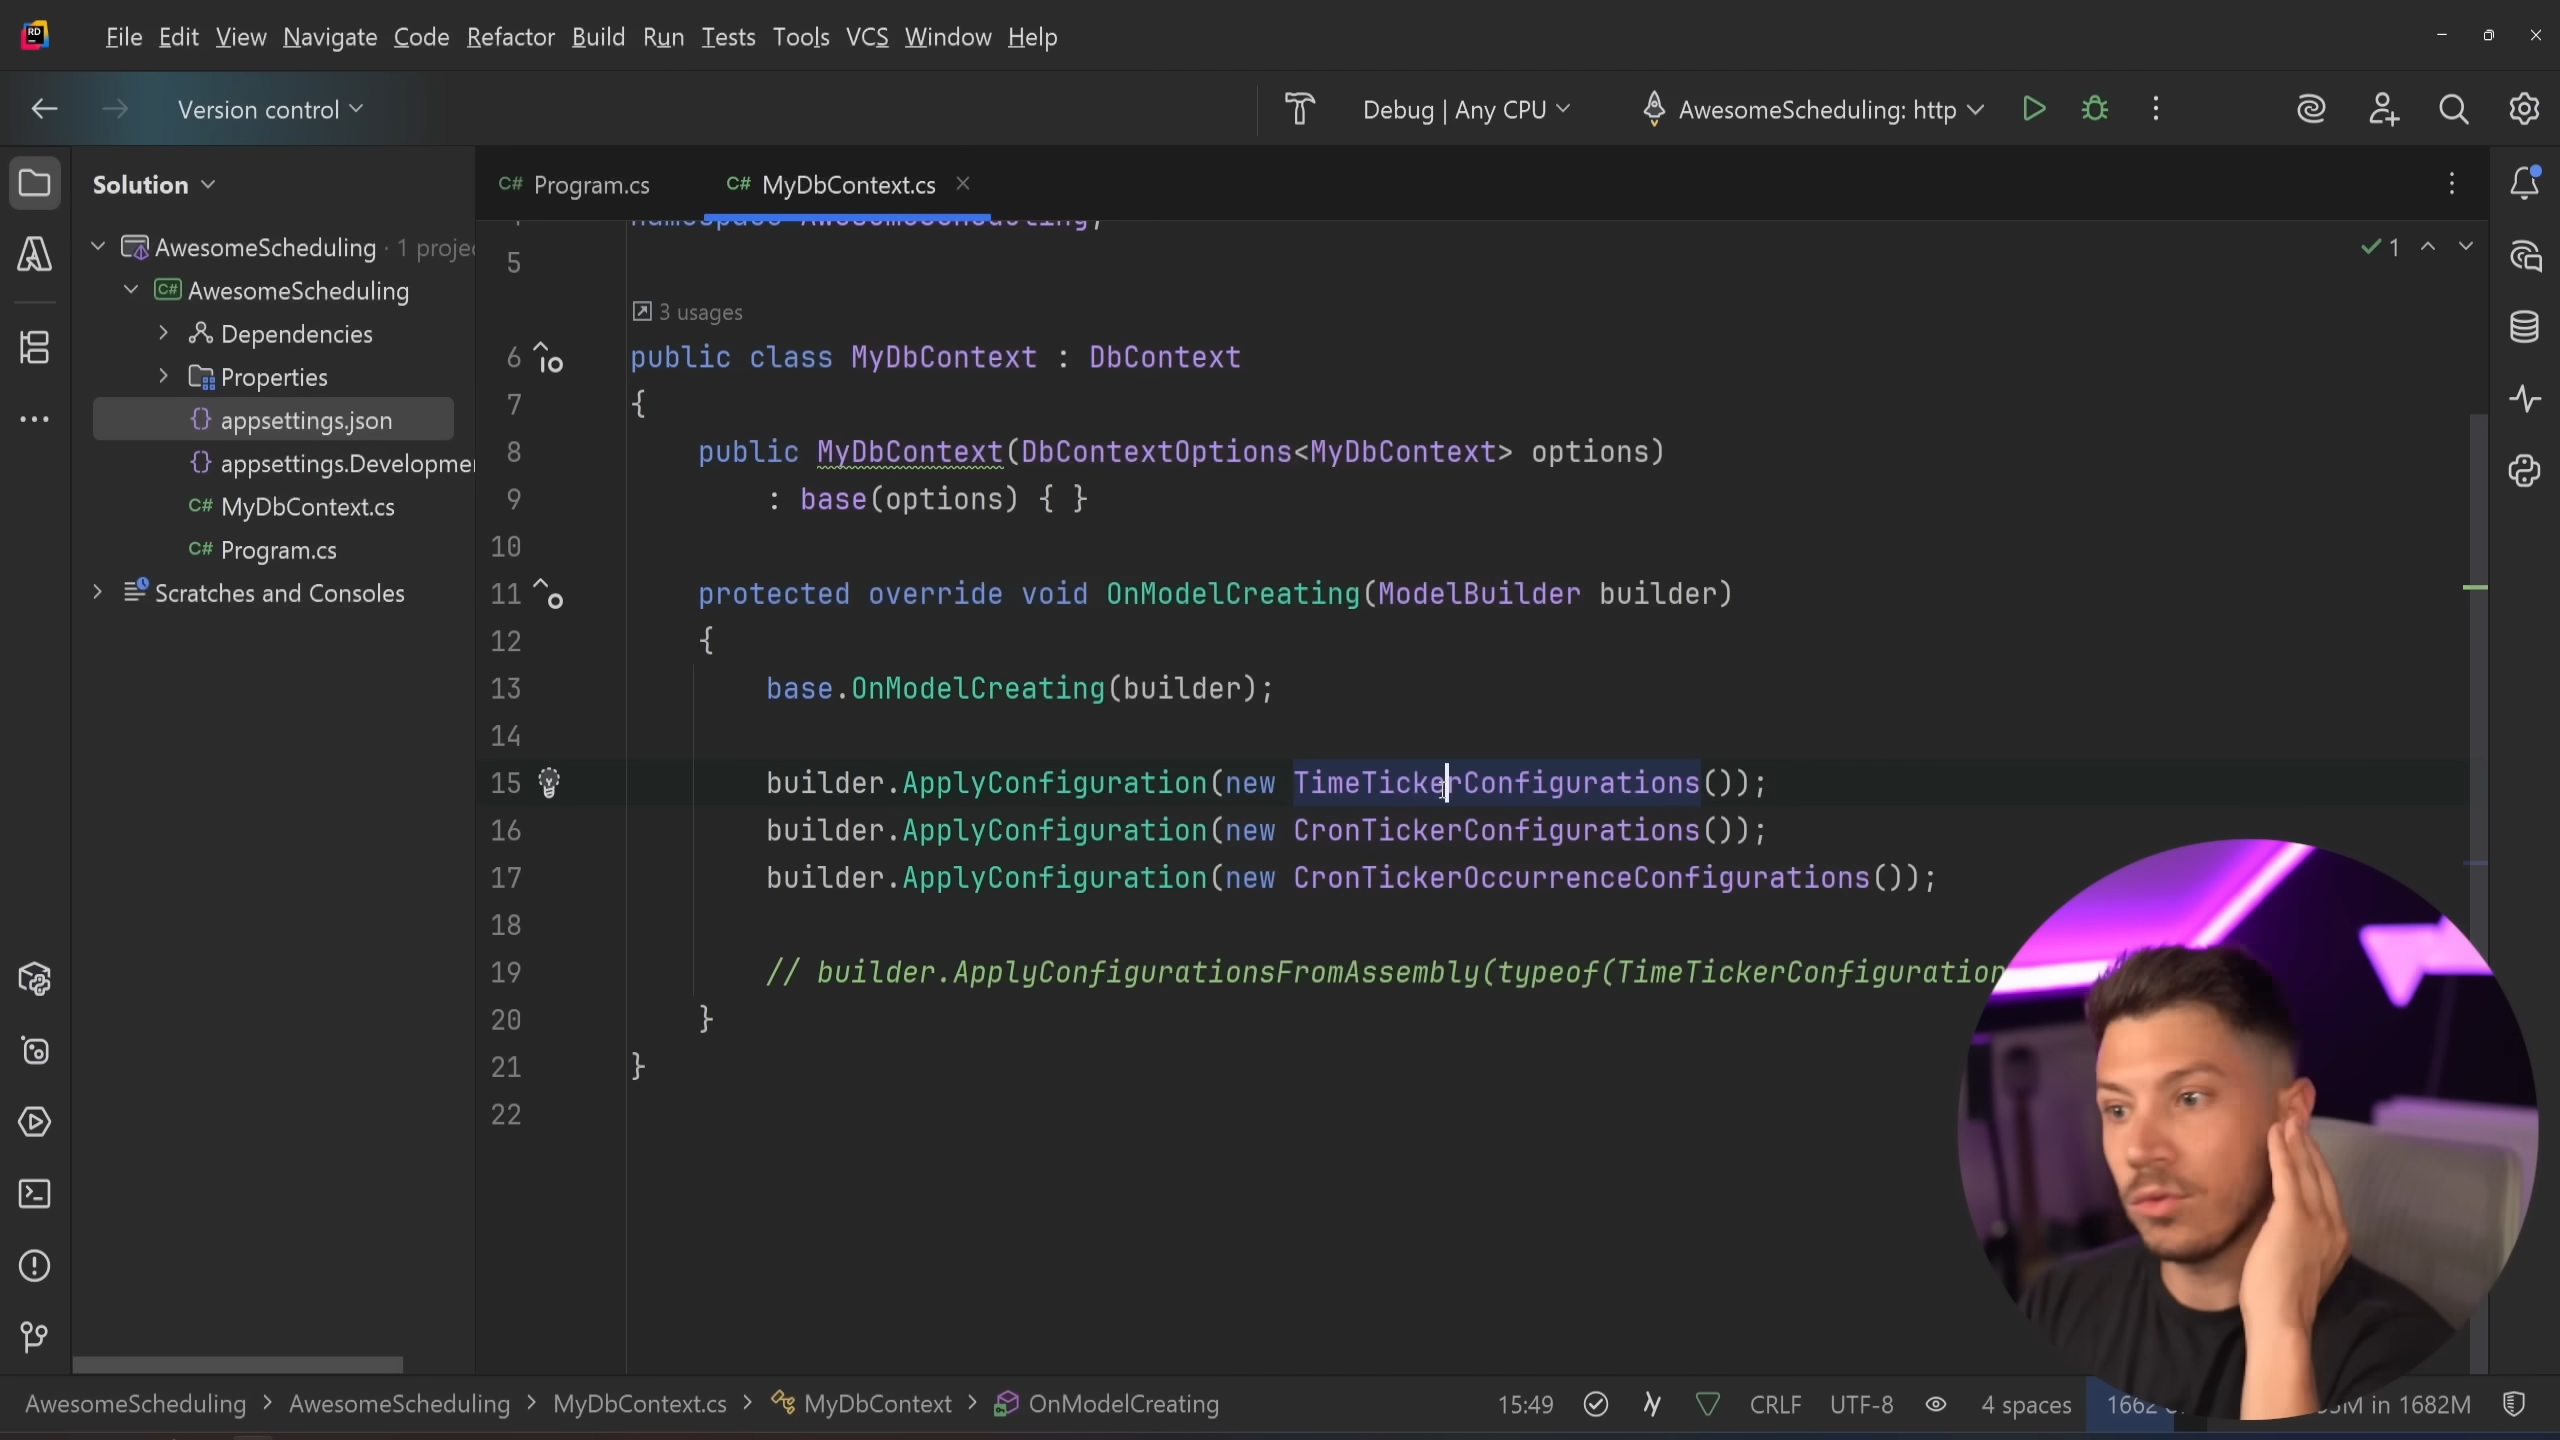 File Edit View Navigate Code Refactor Build Run Tests Tools VCS Window Help
Version control
Debug | Any CPU
AwesomeScheduling: http
Solution
C# Program.cs
C# MyDbContext.cs
AwesomeScheduling · 1 projec
C# AwesomeScheduling
Dependencies
Properties
{} appsettings.json
{} appsettings.Developme
C# MyDbContext.cs
C# Program.cs
Scratches and Consoles
1
5
3 usages
6 public class MyDbContext : DbContext
7 {
8 public MyDbContext(DbContextOptions<MyDbContext> options)
9 : base(options) { }
10
11 protected override void OnModelCreating(ModelBuilder builder)
12 {
13 base.OnModelCreating(builder);
14
15 builder.ApplyConfiguration(new TimeTickerConfigurations());
16 builder.ApplyConfiguration(new CronTickerConfigurations());
17 builder.ApplyConfiguration(new CronTickerOccurrenceConfigurations());
18
19 // builder.ApplyConfigurationsFromAssembly(typeof(TimeTickerConfiguration
20 }
21 }
22
AwesomeScheduling > AwesomeScheduling > MyDbContext.cs > MyDbContext > OnModelCreating
15:49 CRLF UTF-8 4 spaces 1662 M in 1682M